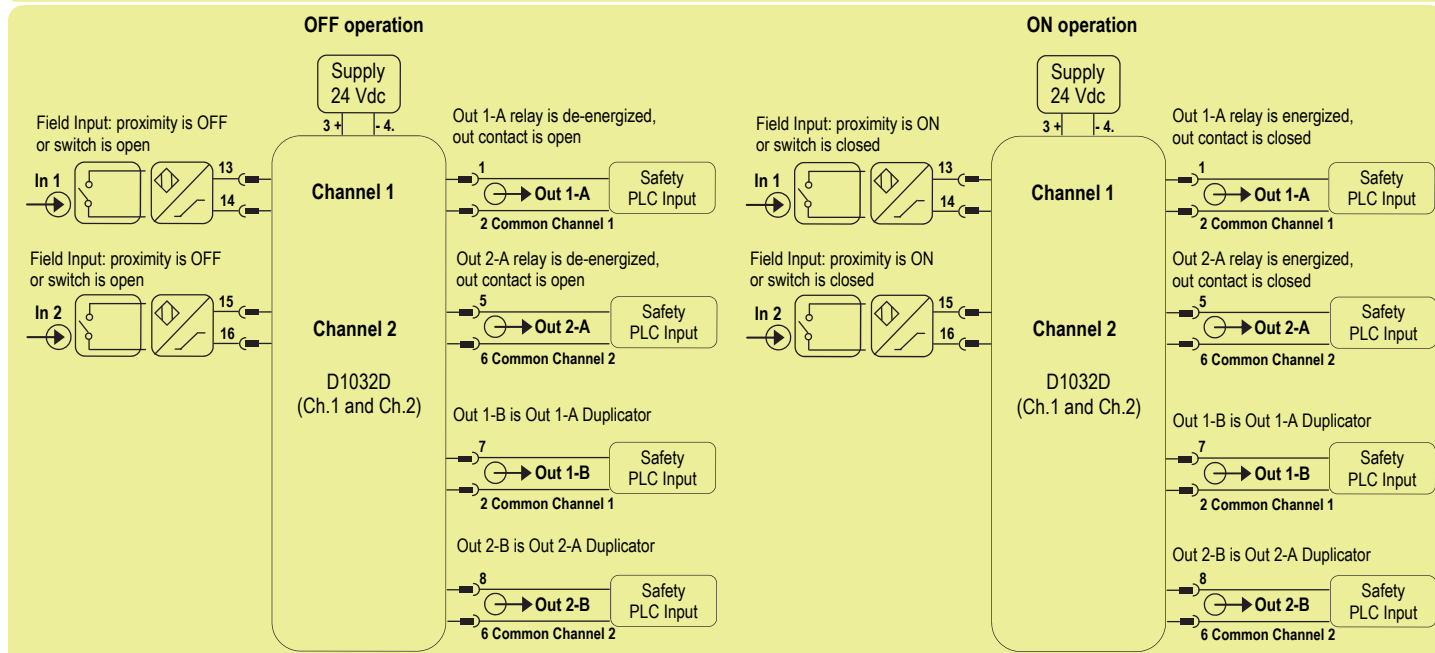 OFF operation
Supply
24 Vdc
3 +
- 4.
Field Input: proximity is OFF
or switch is open
In 1
13
14
Channel 1
Out 1-A relay is de-energized,
out contact is open
1
Out 1-A
Safety
PLC Input
2 Common Channel 1
Field Input: proximity is OFF
or switch is open
In 2
15
16
Channel 2
Out 2-A relay is de-energized,
out contact is open
5
Out 2-A
Safety
PLC Input
6 Common Channel 2
D1032D
(Ch.1 and Ch.2)
Out 1-B is Out 1-A Duplicator
7
Out 1-B
Safety
PLC Input
2 Common Channel 1
Out 2-B is Out 2-A Duplicator
8
Out 2-B
Safety
PLC Input
6 Common Channel 2
ON operation
Supply
24 Vdc
3 +
- 4.
Field Input: proximity is ON
or switch is closed
In 1
13
14
Channel 1
Out 1-A relay is energized,
out contact is closed
1
Out 1-A
Safety
PLC Input
2 Common Channel 1
Field Input: proximity is ON
or switch is closed
In 2
15
16
Channel 2
Out 2-A relay is energized,
out contact is closed
5
Out 2-A
Safety
PLC Input
6 Common Channel 2
D1032D
(Ch.1 and Ch.2)
Out 1-B is Out 1-A Duplicator
7
Out 1-B
Safety
PLC Input
2 Common Channel 1
Out 2-B is Out 2-A Duplicator
8
Out 2-B
Safety
PLC Input
6 Common Channel 2